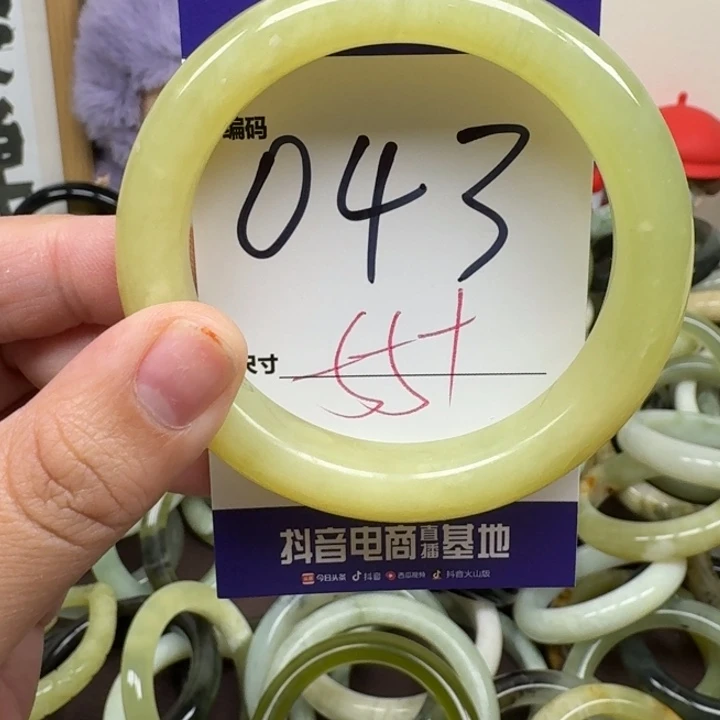 编码
043
尺寸 55+
抖音电商直播基地
今日头条 抖音 西瓜视频 抖音火山版